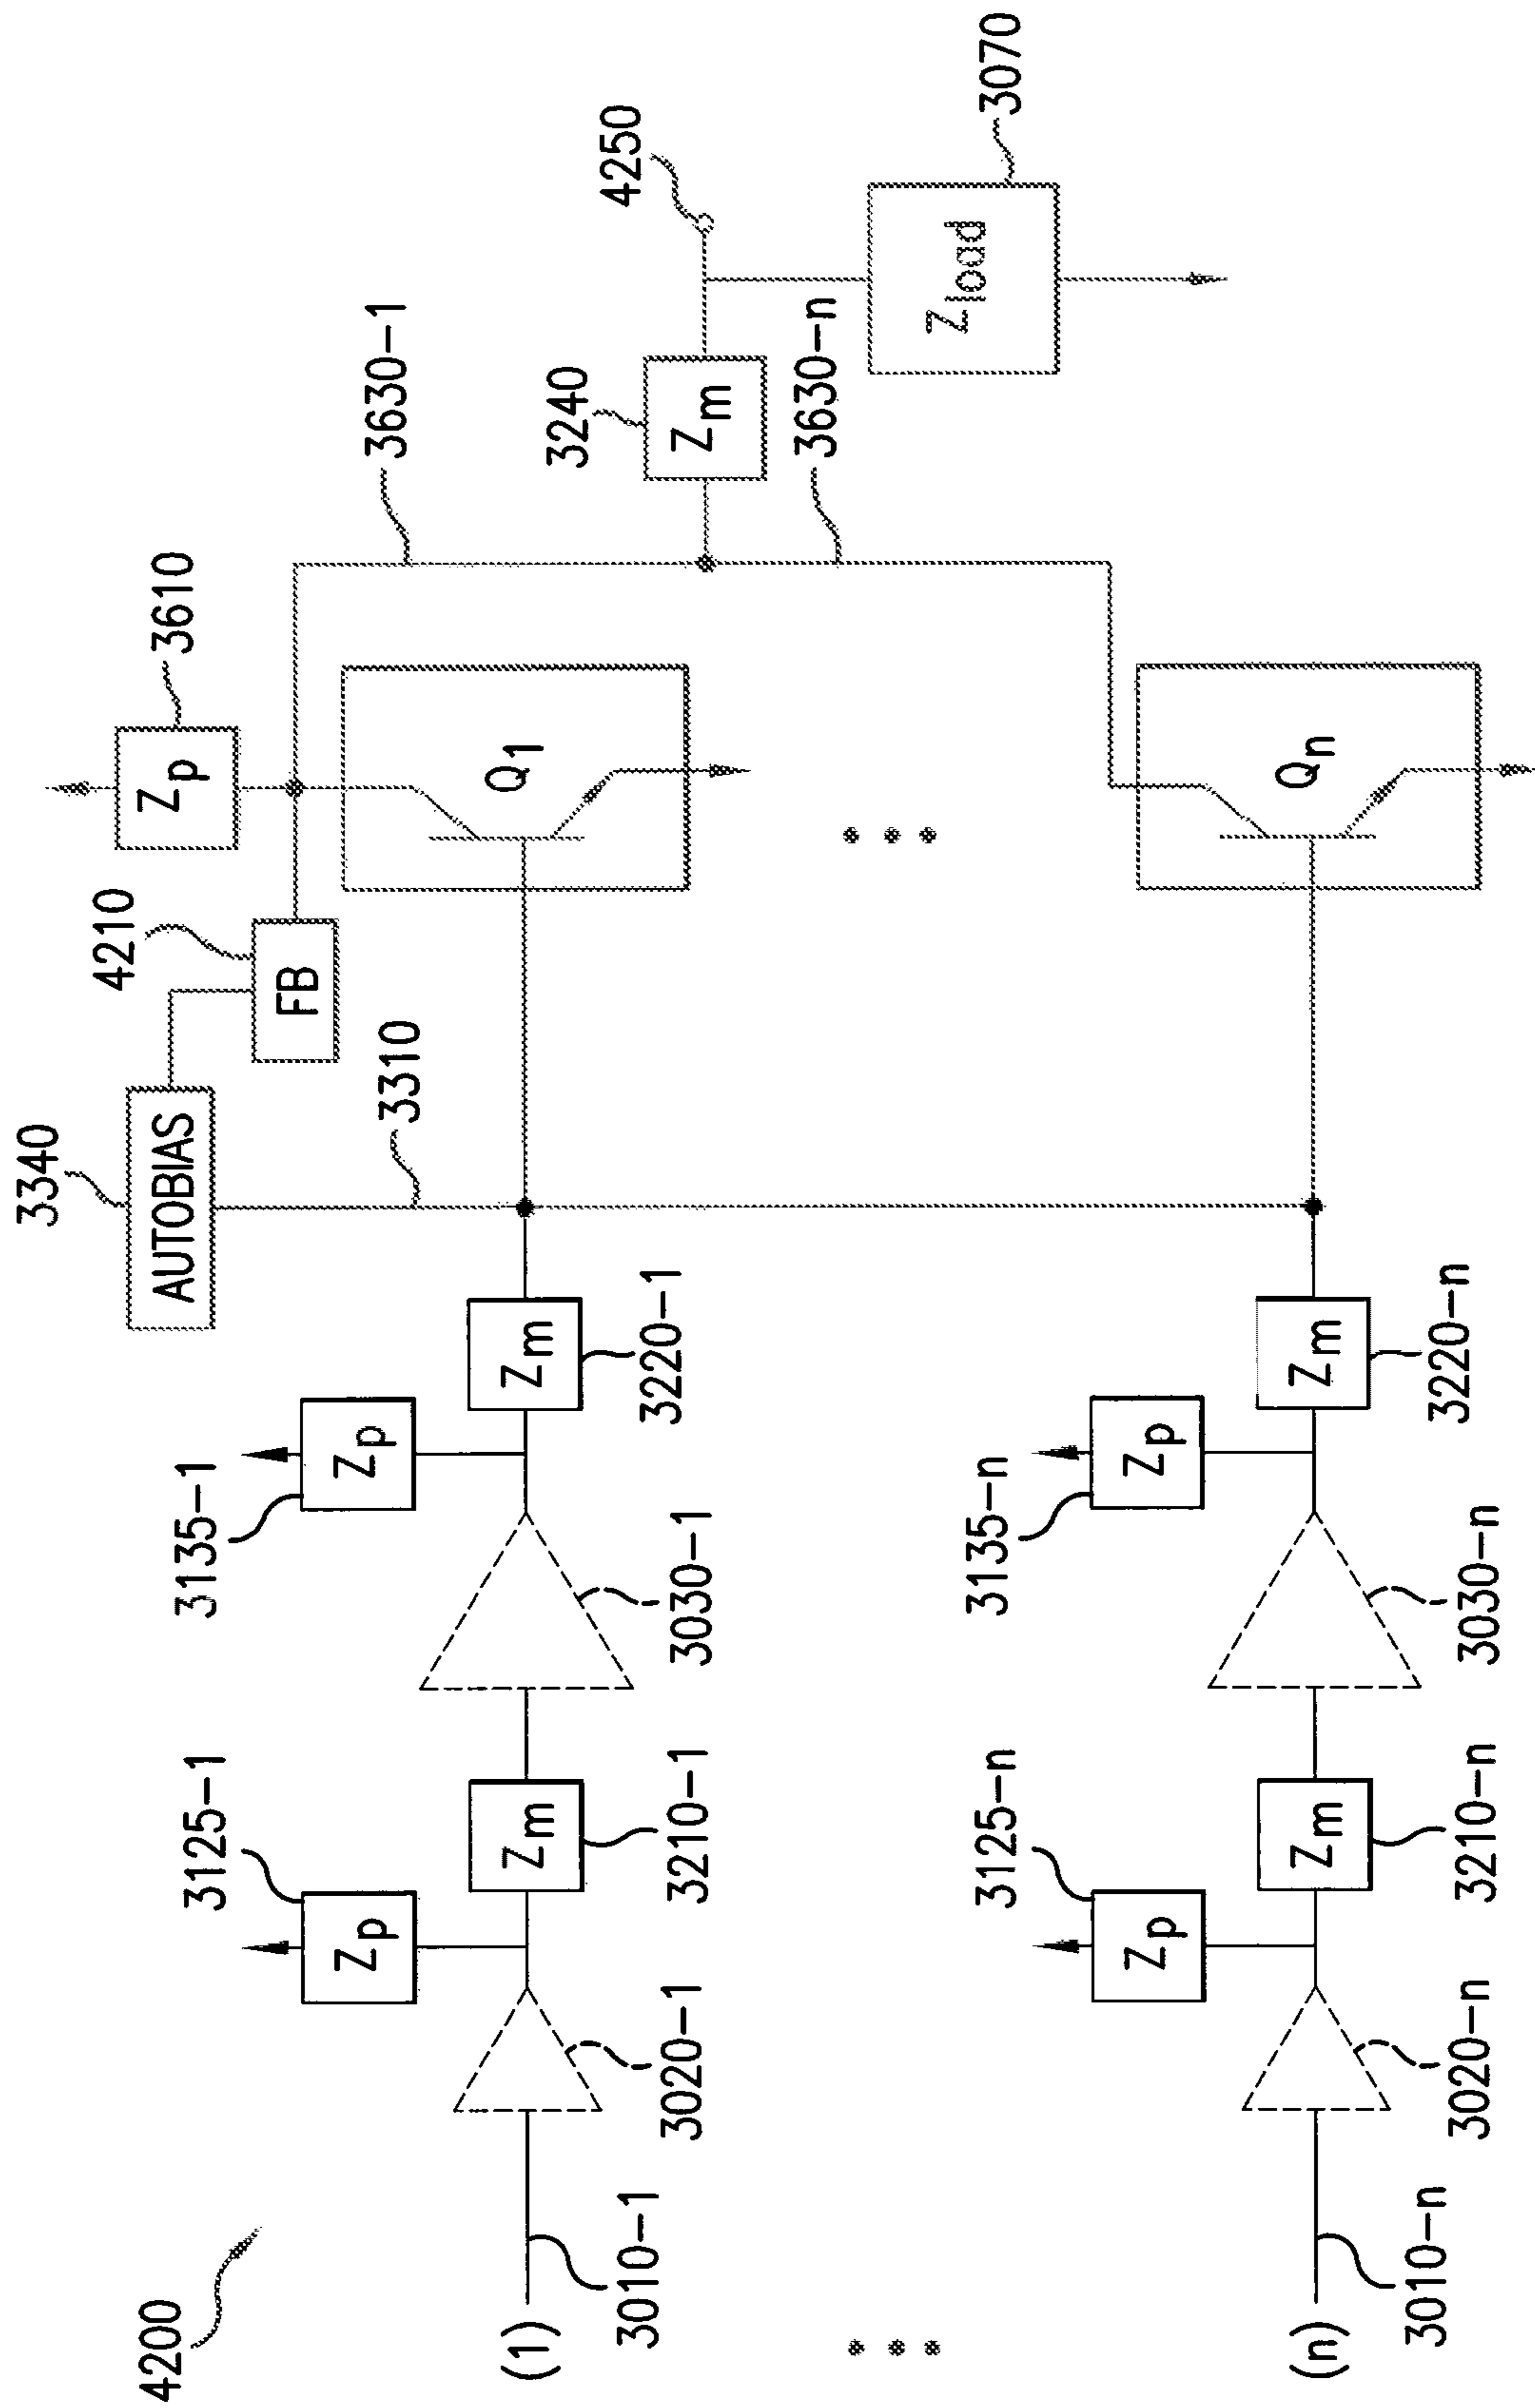 4200
3340
AUTOBIAS
4210
FB
3610
Zp
3310
3630-1
3240
Zm
4250
3630-n
Zload
3070
Q1
3125-1
Zp
3135-1
Zp
(1)
3010-1
3020-1
Zm
3210-1
3030-1
Zm
3220-1
Qn
3125-n
Zp
3135-n
Zp
(n)
3010-n
3020-n
Zm
3210-n
3030-n
Zm
3220-n